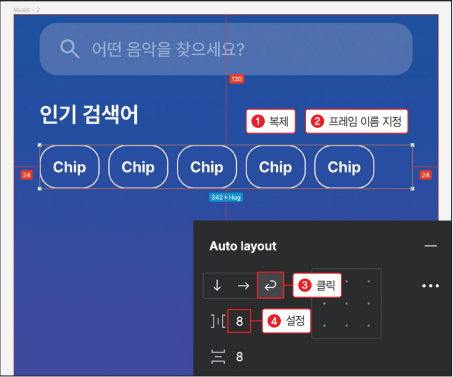 Music - 2
어떤 음악을 찾으세요?
120
인기 검색어
1 복제
2 프레임 이름 지정
Chip Chip Chip Chip Chip
24
24
342 × Hug
Auto layout
3 클릭
8
4 설정
8